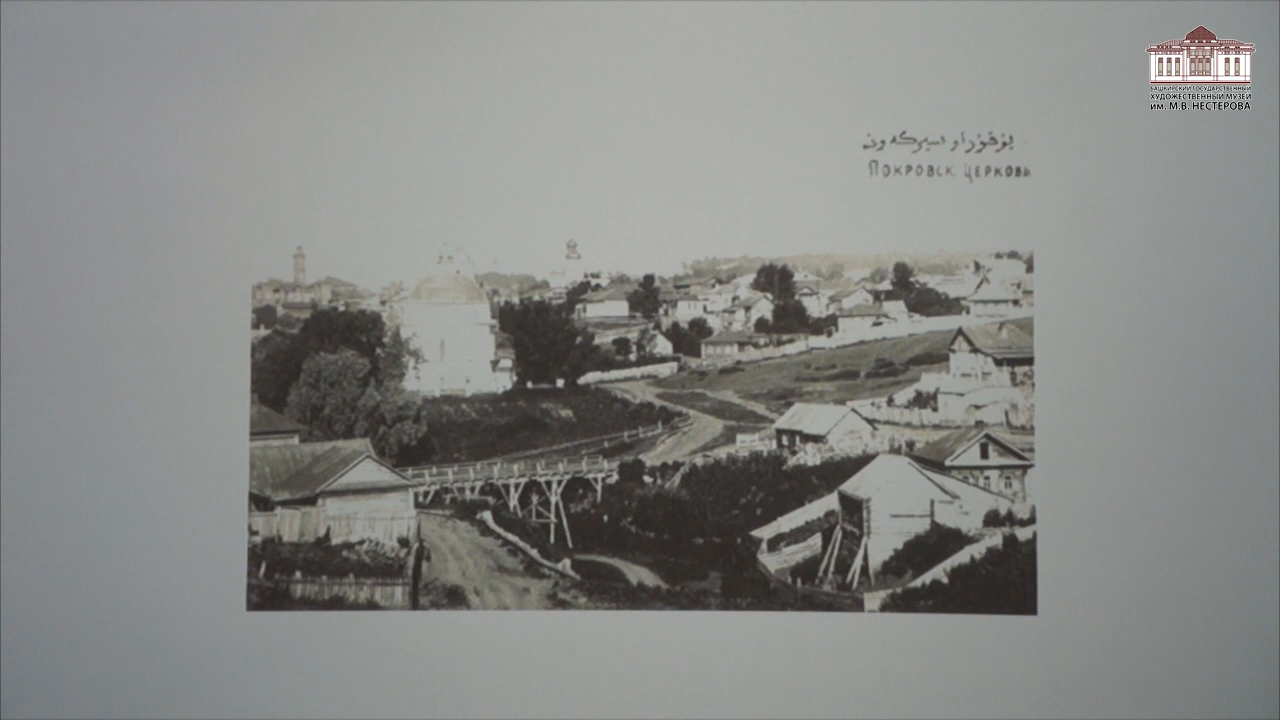 БАШКИРСКИЙ ГОСУДАРСТВЕННЫЙ
ХУДОЖЕСТВЕННЫЙ МУЗЕЙ
им. М.В. НЕСТЕРОВА
Покровск. церковь